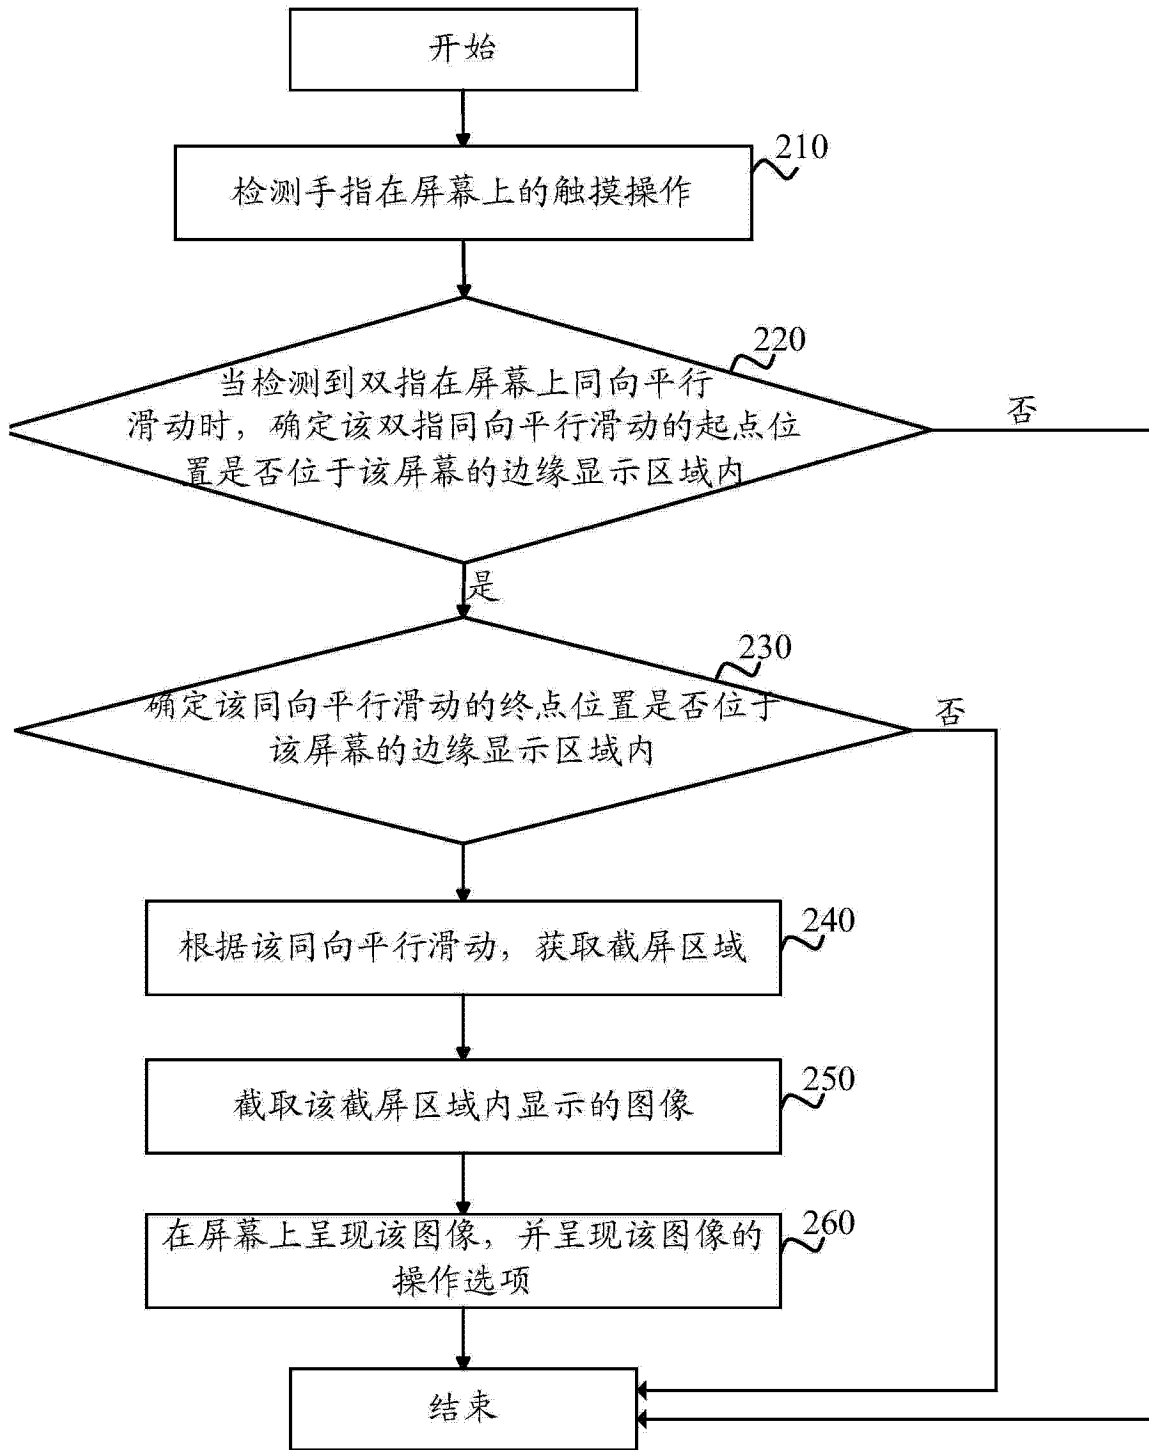 开始
210
检测手指在屏幕上的触摸操作
220
当检测到双指在屏幕上同向平行
滑动时，确定该双指同向平行滑动的起点位
置是否位于该屏幕的边缘显示区域内
否
是
230
确定该同向平行滑动的终点位置是否位于
该屏幕的边缘显示区域内
否
240
根据该同向平行滑动，获取截屏区域
250
截取该截屏区域内显示的图像
260
在屏幕上呈现该图像，并呈现该图像的
操作选项
结束